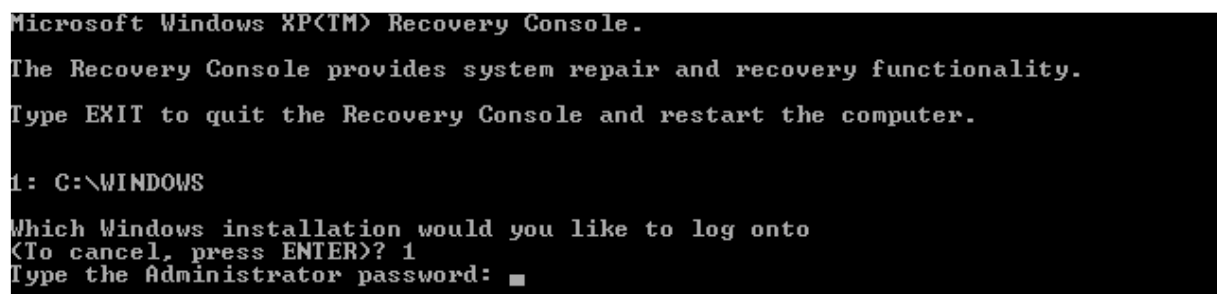 Microsoft Windows XP(TM) Recovery Console.
The Recovery Console provides system repair and recovery functionality.
Type EXIT to quit the Recovery Console and restart the computer.
1: C:\WINDOWS
Which Windows installation would you like to log onto
(To cancel, press ENTER)? 1
Type the Administrator password: